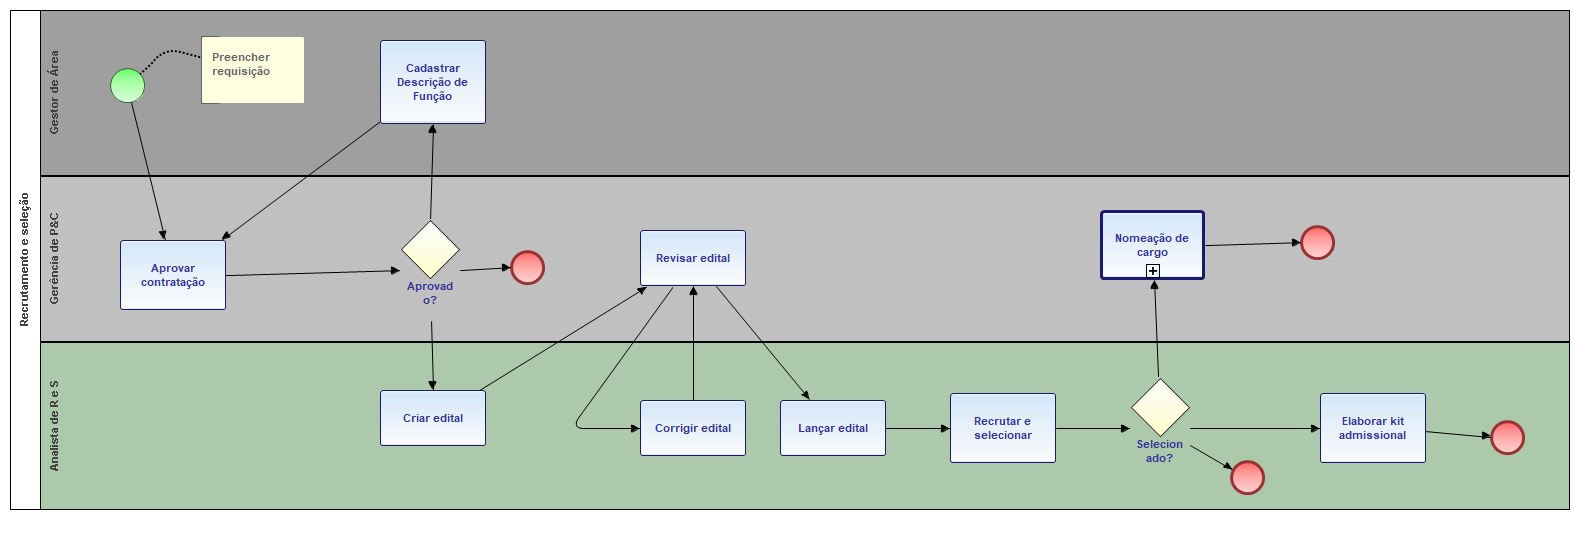 Recrutamento e seleção
Gestor de Área
Preencher
requisição
Cadastrar
Descrição de
Função
Gerência de P&C
Aprovar
contratação
Aprovad
o?
Revisar edital
Nomeação de
cargo
Analista de R e S
Criar edital
Corrigir edital
Lançar edital
Recrutar e
selecionar
Selecion
ado?
Elaborar kit
admissional